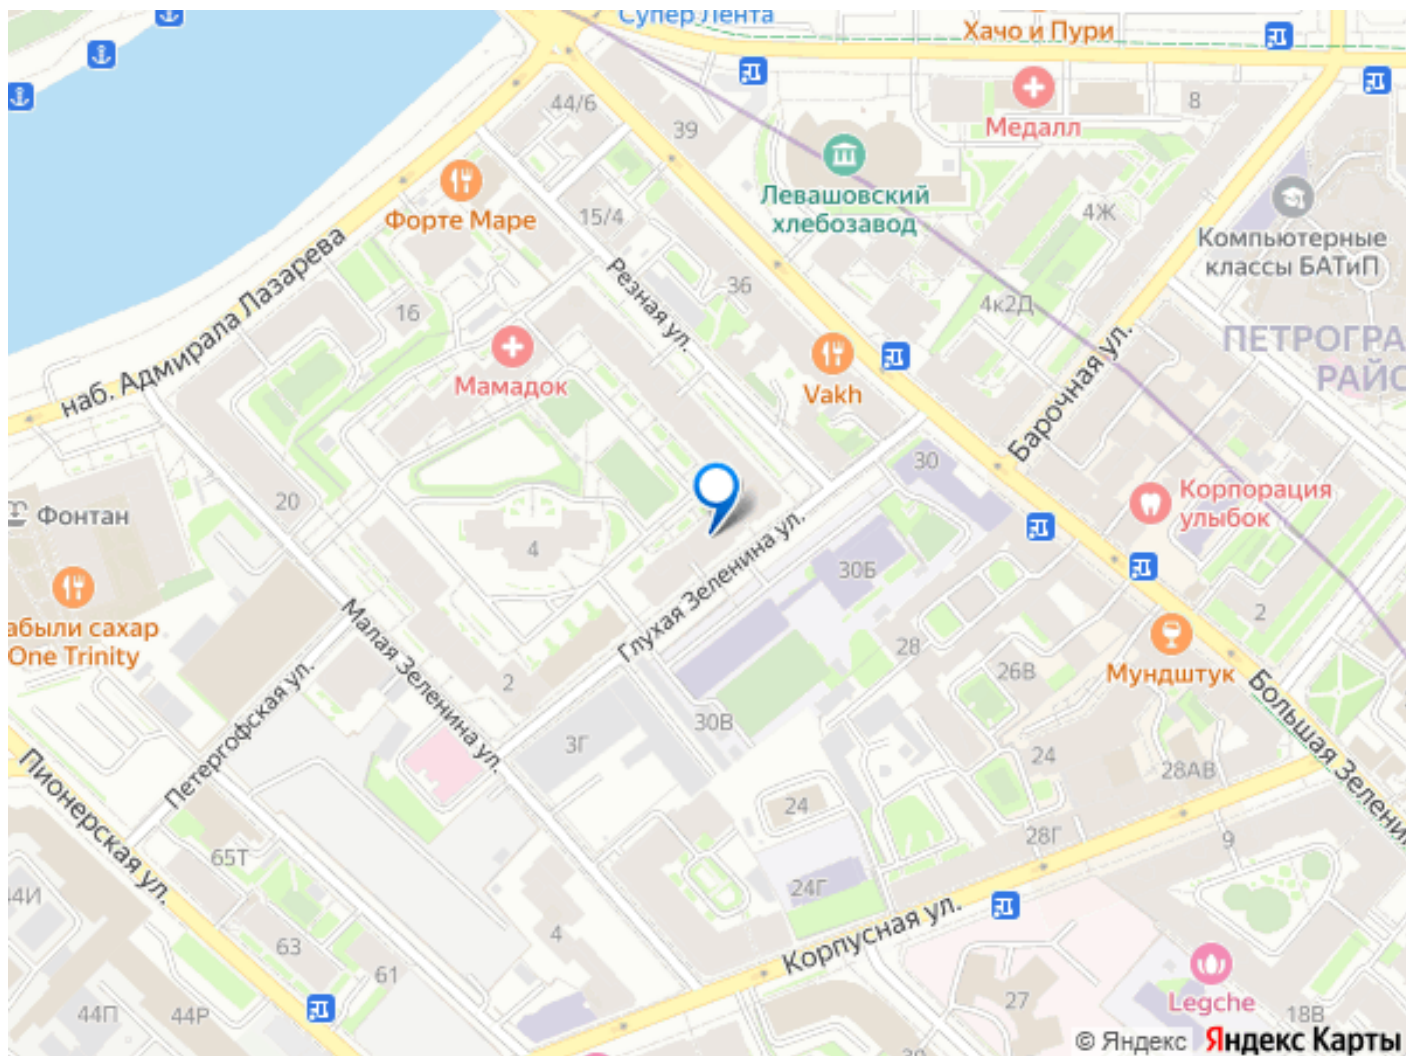 Супер Лента
Хачо и Пури
44/6
39
Медалл
8
Форте Маре
15/4
Левашовский
хлебозавод
4Ж
Компьютерные
классы БАТиП
наб. Адмирала Лазарева
16
Резная ул.
36
4к2Д
Барочная ул.
ПЕТРОГРА
РАЙО
Мамадок
Vakh
20
Фонтан
4
30
Корпорация
улыбок
30Б
абыли сахар
One Trinity
Малая Зеленина ул.
Глухая Зеленина ул.
2
28
26В
2
Мундштук
Большая Зелени
Петергофская ул.
Пионерская ул.
3Г
30В
24
28АВ
24
28Г
9
65Т
24Г
44И
Корпусная ул.
63
61
4
27
Legche
18В
44П
44Р
39
© Яндекс Яндекс Карты